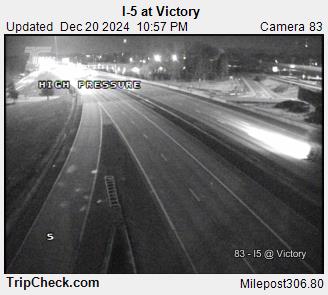 I-5 at Victory
Updated Dec 20 2024 10:57 PM Camera 83
HIGH PRESSURE
S
83 - I5 @ Victory
TripCheck.com Milepost306.80